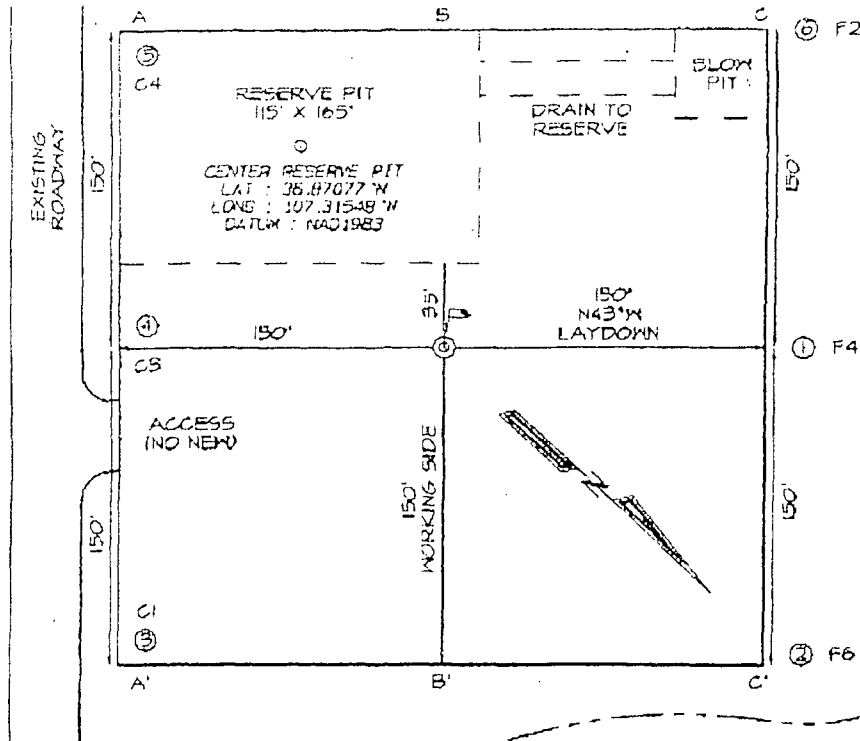 A
B
C
⑥ F2
⑤
C4
BLOW
PIT
RESERVE PIT
115' X 165'
DRAIN TO
RESERVE
EXISTING
ROADWAY
150'
150'
CENTER RESERVE PIT
LAT : 36.87077 °N
LONG : 107.31548 °W
DATUM : NAD1983
35'
150'
N43°W
LAYDOWN
④
150'
① F4
C5
ACCESS
(NO NEW)
150'
WORKING SIDE
150'
150'
C1
③
② F6
A'
B'
C'